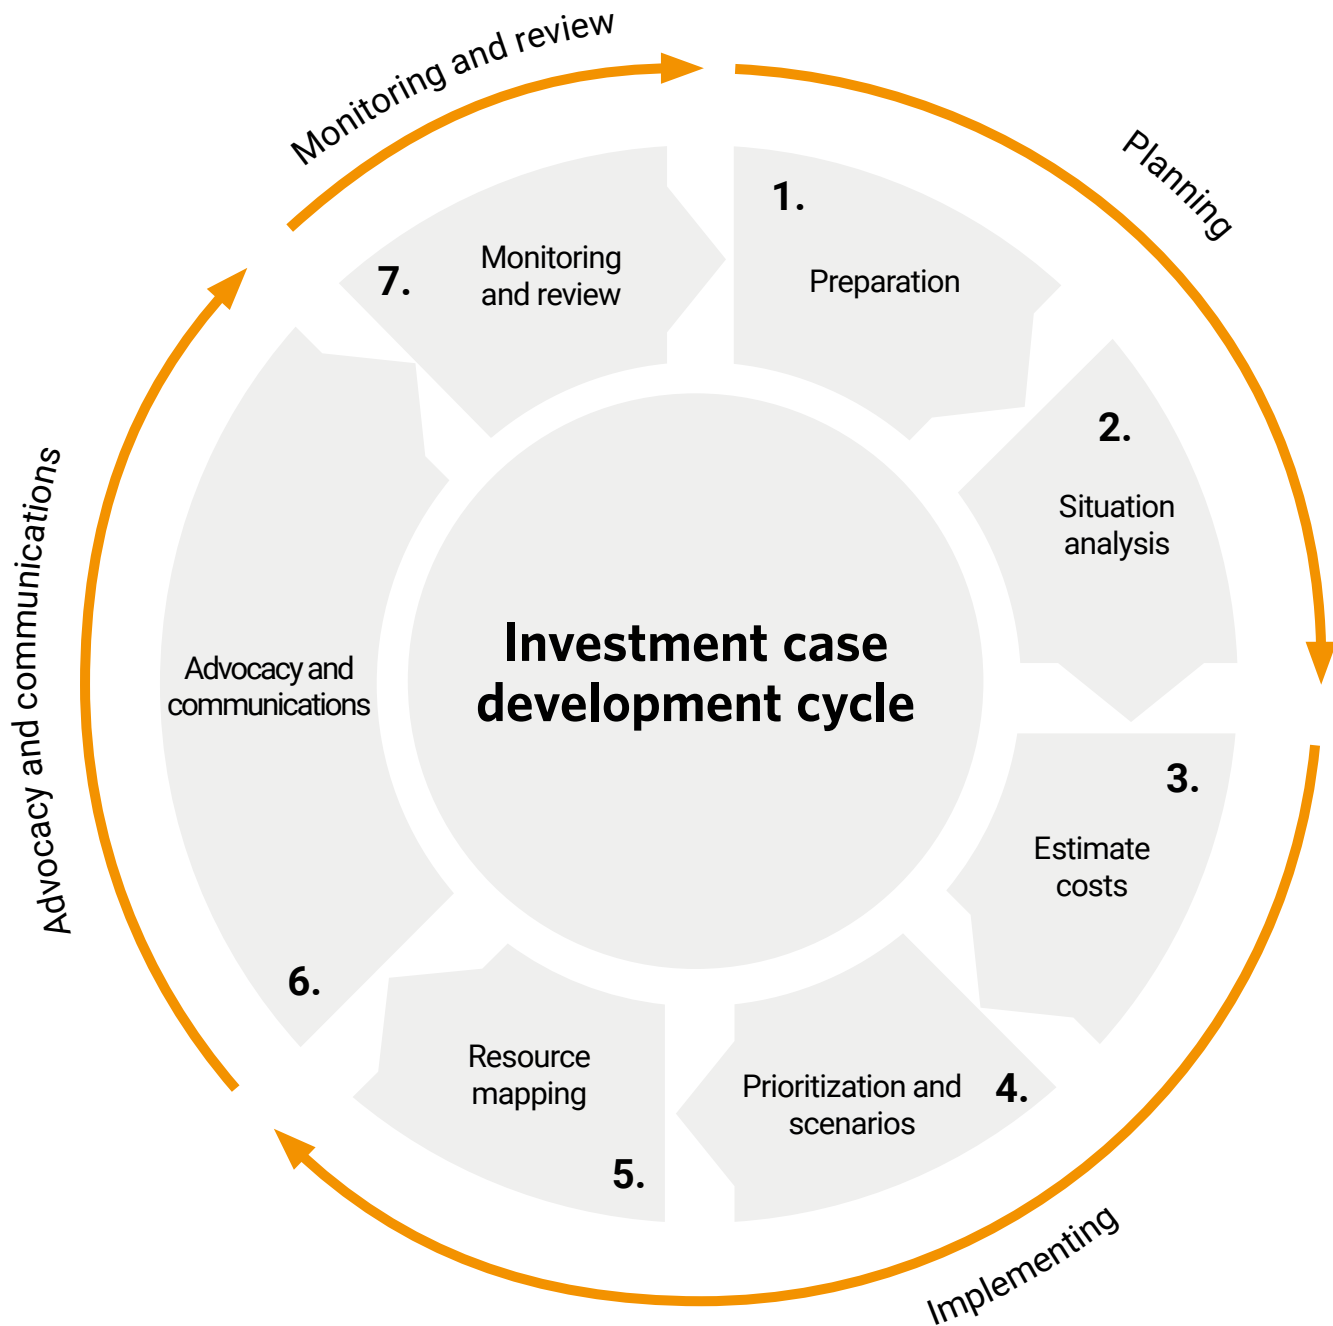 Monitoring and review
Planning
Implementing
Advocacy and communications
1.
Preparation
2.
Situation
analysis
3.
Estimate
costs
4.
Prioritization and
scenarios
5.
Resource
mapping
6.
Advocacy and
communications
7.
Monitoring
and review
Investment case
development cycle